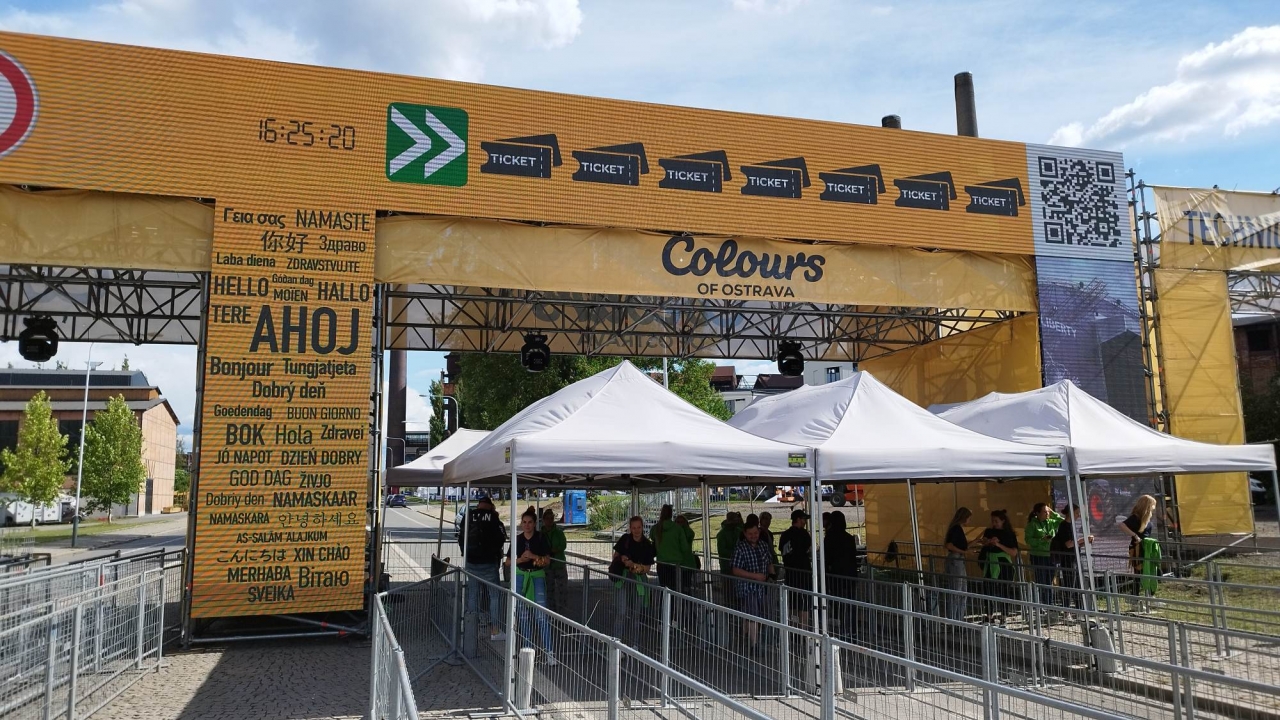 16:25:20
TICKET TICKET TICKET TICKET TICKET TICKET TICKET
TECHNI
Colours
OF OSTRAVA
Γεια σας NAMASTE
你好 Здраво
Laba diena ZDRAVSTVUJTE
HELLO Góðan dag HALLO
MOIEN
TERE AHOJ
Bonjour Tungjatjeta
Dobrý deň
Goedendag BUON GIORNO
BOK Hola Zdravei
JÓ NAPOT DZIEŃ DOBRY
GOD DAG ŽIVJO
Dobriy den NAMASKAAR
NAMASKARA 안녕하세요
AS-SALÄM ALAJKUM
こんにちは XIN CHÀO
MERHABA Вітаю
SVEIKA